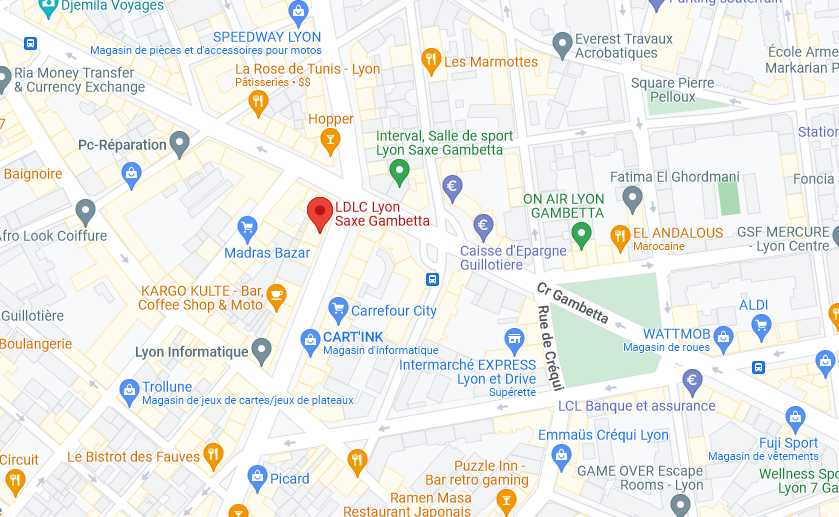 Djemila Voyages
Parking souterrain
SPEEDWAY LYON
Magasin de pièces et d'accessoires pour motos
Everest Travaux
Acrobatiques
École Arme
Markarian P
Les Marmottes
Ria Money Transfer
& Currency Exchange
La Rose de Tunis - Lyon
Pâtisseries • $$
Square Pierre
Pelloux
7
Hopper
Pc-Réparation
Interval, Salle de sport
Lyon Saxe Gambetta
Station
Baignoire
Fatima El Ghordmani
Foncia
LDLC Lyon
Saxe Gambetta
ON AIR LYON
GAMBETTA
Afro Look Coiffure
EL ANDALOUS
Marocaine
GSF MERCURE
- Lyon Centre
Madras Bazar
Caisse d'Epargne
Guillotiere
KARGO KULTE - Bar,
Coffee Shop & Moto
Cr Gambetta
Rue de Créqui
Guillotière
Carrefour City
ALDI
Boulangerie
CART'INK
Magasin d'informatique
WATTMOB
Magasin de roues
Lyon Informatique
Intermarché EXPRESS
Lyon et Drive
Supérette
Trollune
Magasin de jeux de cartes/jeux de plateaux
LCL Banque et assurance
Emmaüs Créqui Lyon
Fuji Sport
Magasin de vêtements
Circuit
Le Bistrot des Fauves
Puzzle Inn -
Bar retro gaming
GAME OVER Escape
Rooms - Lyon
Wellness Spo
Lyon 7 Ga
Picard
Ramen Masa
Restaurant Japonais